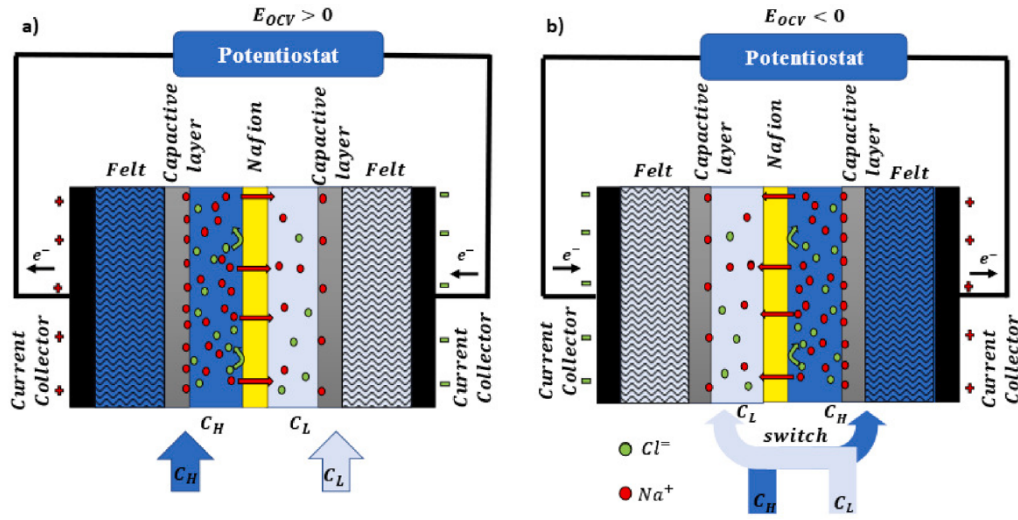 a)
E_OCV > 0
Potentiostat
Felt
Capactive layer
Nafion
Capactive layer
Felt
+
+
+
+
+
e⁻
Current Collector
C_H
C_L
C_H
C_L
−
−
−
−
−
e⁻
Current Collector
b)
E_OCV < 0
Potentiostat
Felt
Capactive layer
Nafion
Capactive layer
Felt
−
−
−
−
−
e⁻
Current Collector
C_L
C_H
switch
C_H
C_L
+
+
+
+
+
e⁻
Current Collector
Cl⁼
Na⁺